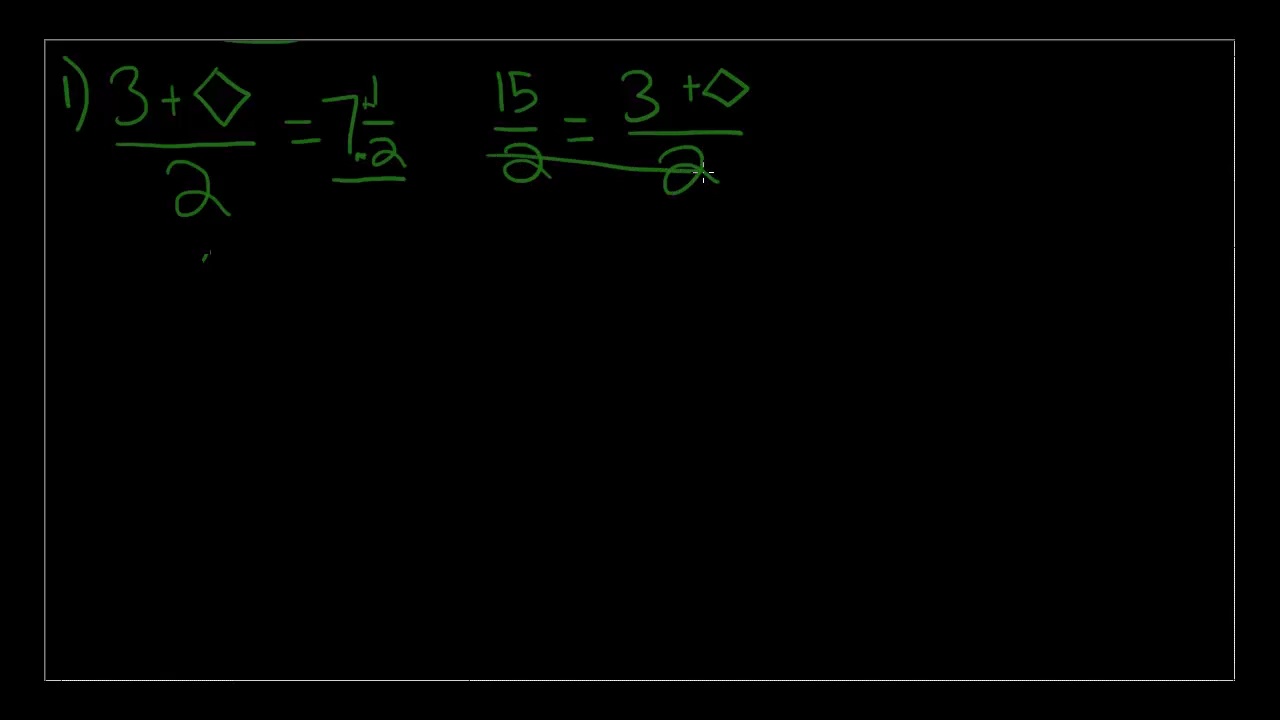 1) (3 + ◇)/2 = 7 1/2    15/2 = (3 + ◇)/2